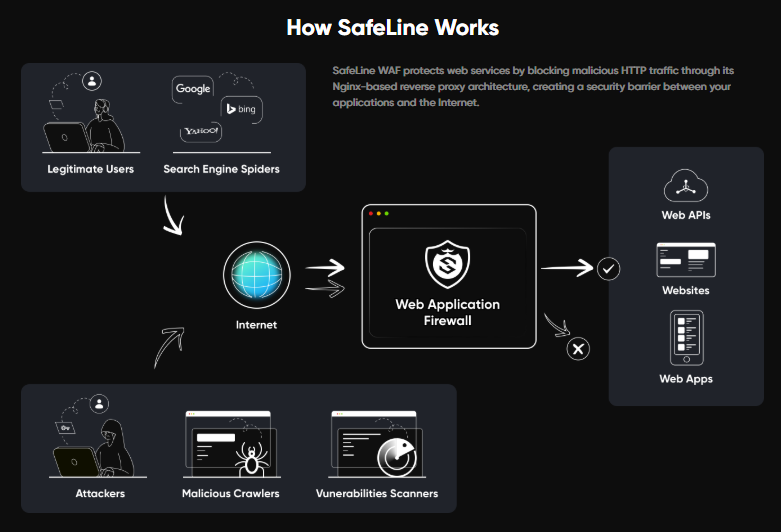 How SafeLine Works
SafeLine WAF protects web services by blocking malicious HTTP traffic through its
Nginx-based reverse proxy architecture, creating a security barrier between your
applications and the Internet.
Google
bing
YAHOO!
Legitimate Users
Search Engine Spiders
Web APIs
Websites
Web Apps
Internet
Web Application
Firewall
Attackers
Malicious Crawlers
Vunerabilities Scanners